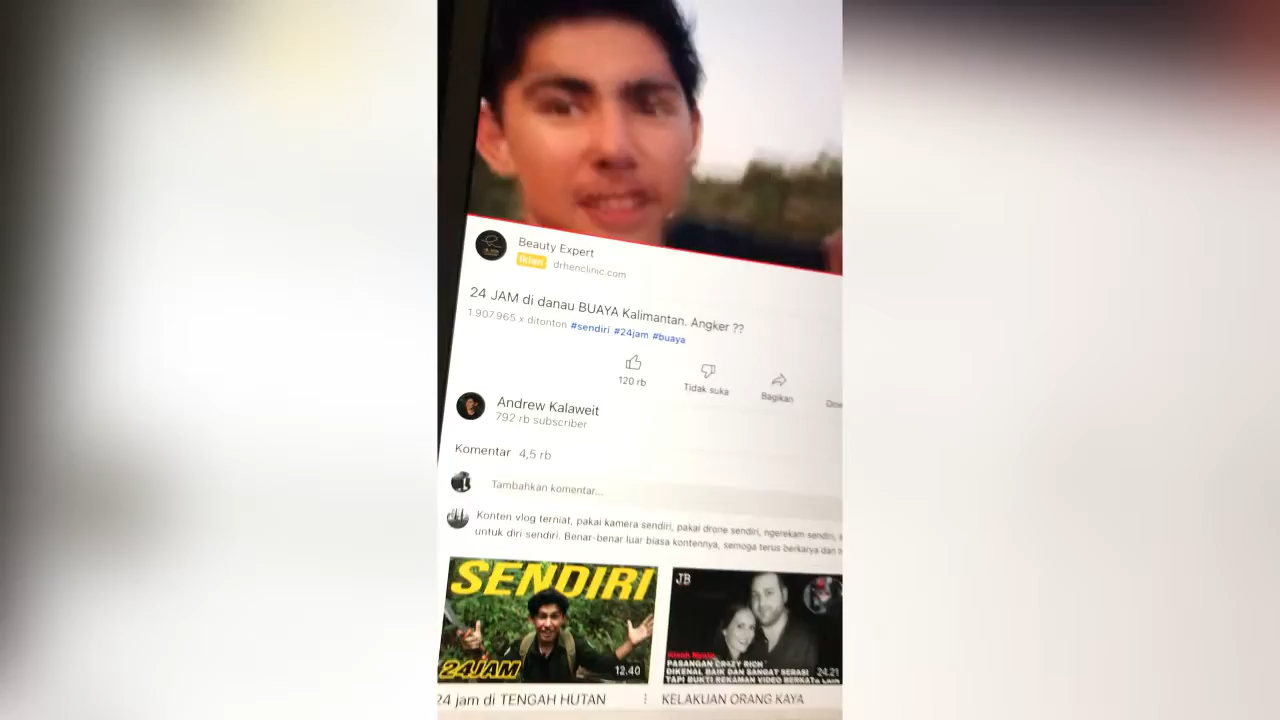 Beauty Expert
Iklan drhenclinic.com
24 JAM di danau BUAYA Kalimantan. Angker ??
1.907.965 x ditonton #sendiri #24jam #buaya
120 rb
Tidak suka
Bagikan
Andrew Kalaweit
792 rb subscriber
Komentar 4,5 rb
Tambahkan komentar...
Konten vlog terniat, pakai kamera sendiri, pakai drone sendiri, ngerekam sendiri,
untuk diri sendiri. Benar-benar luar biasa kontennya, semoga terus berkarya dan
SENDIRI
24JAM
12.40
24 jam di TENGAH HUTAN
JB
Kisah Nyata
PASANGAN CRAZY RICH
DIKENAL BAIK DAN SANGAT SERASI
TAPI BUKTI REKAMAN VIDEO BERKATA LAIN
24:21
KELAKUAN ORANG KAYA